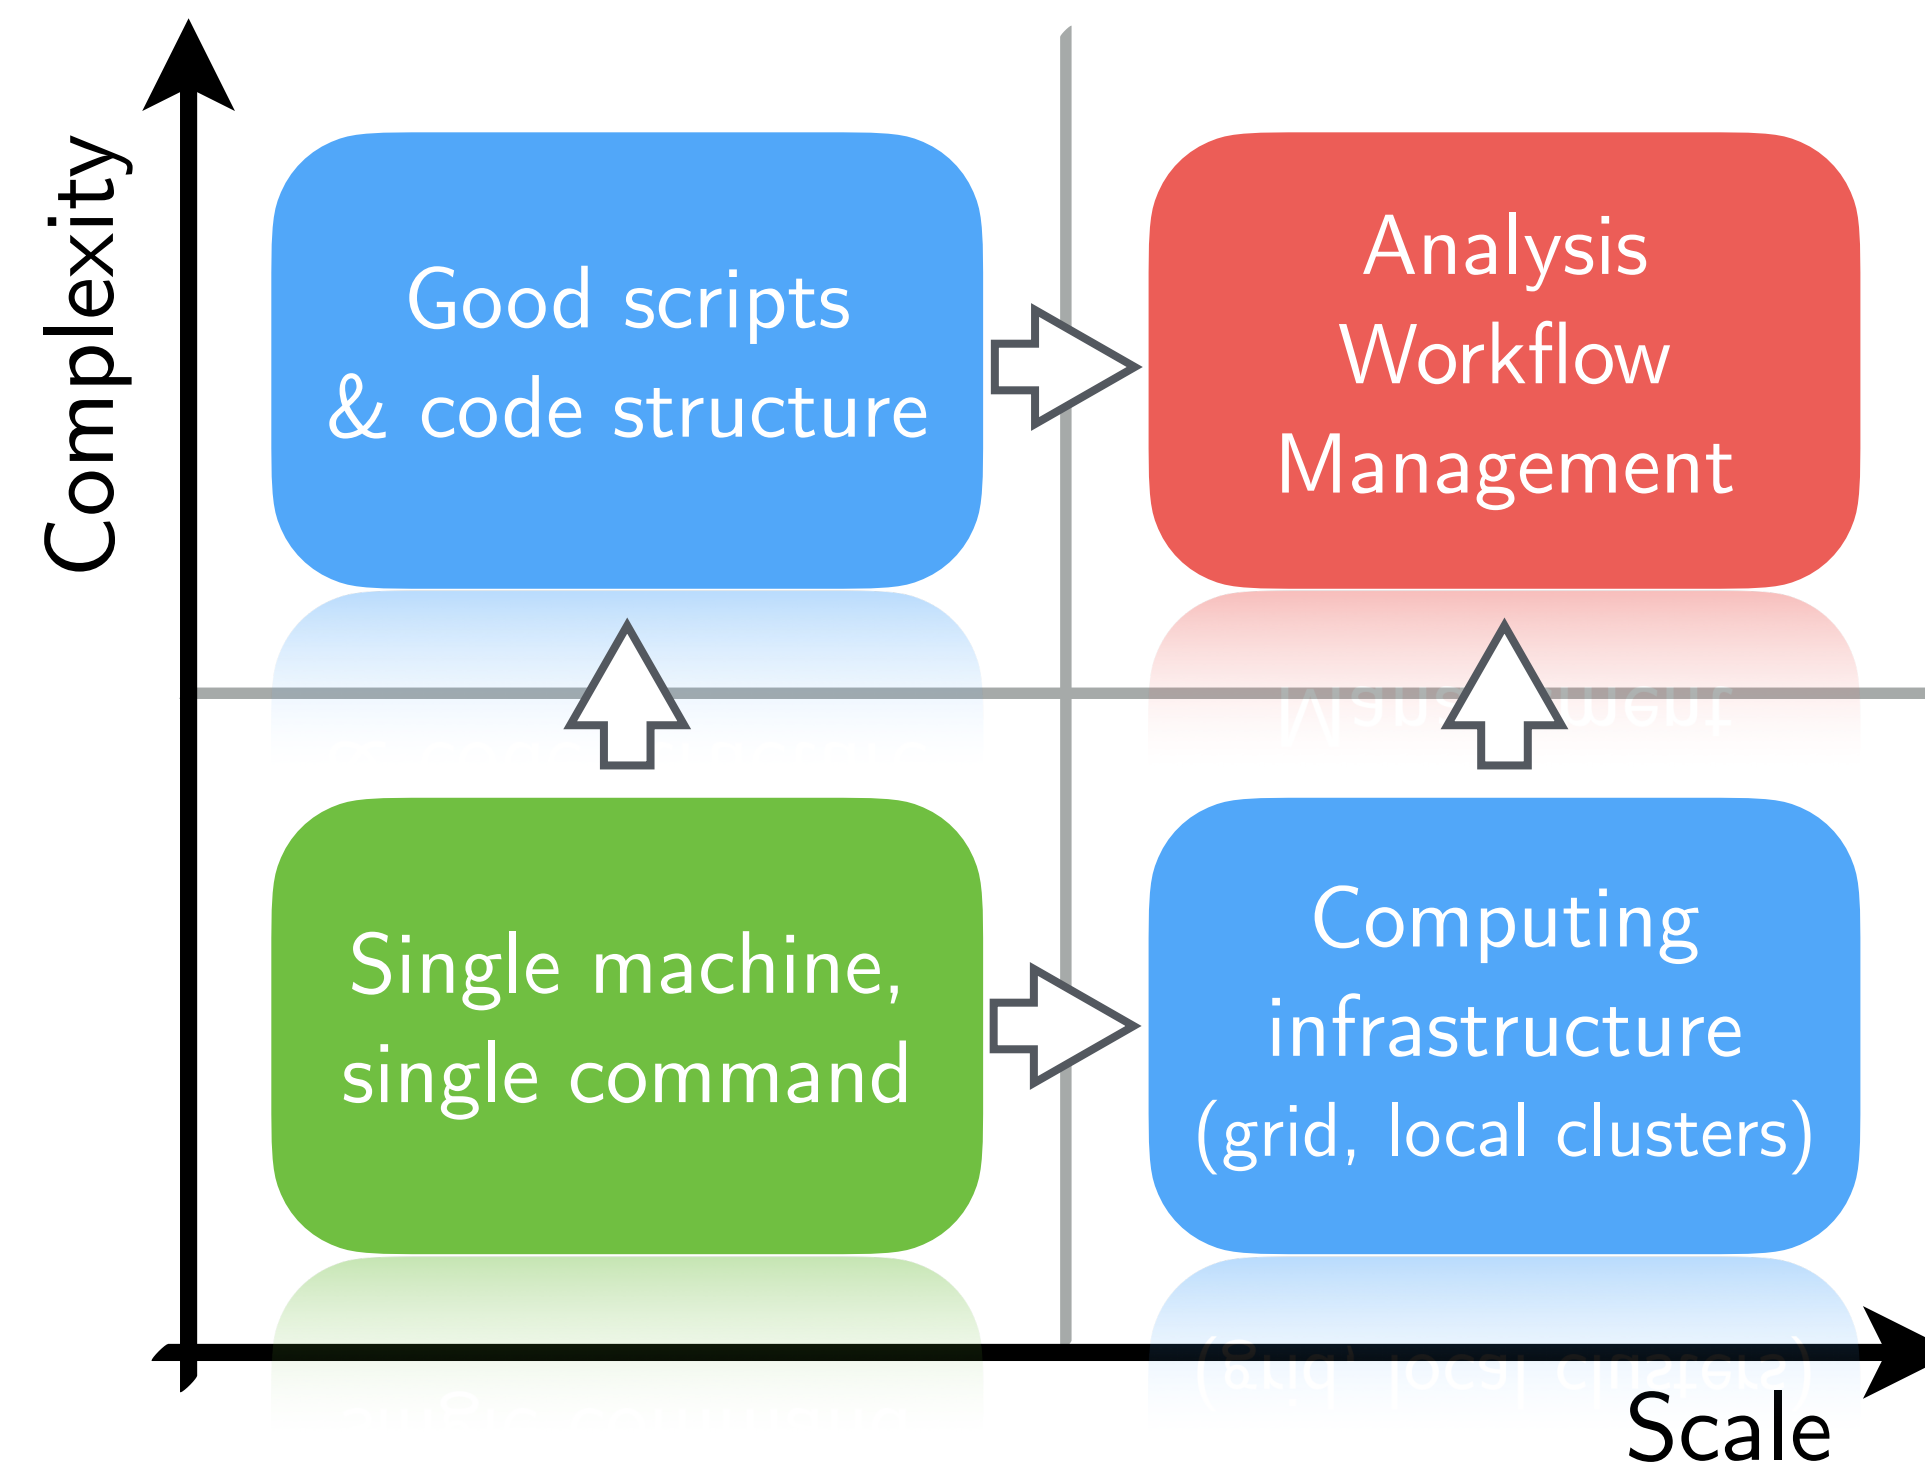 Complexity
Good scripts
& code structure
Analysis
Workflow
Management
Single machine,
single command
Computing
infrastructure
(grid, local clusters)
Scale